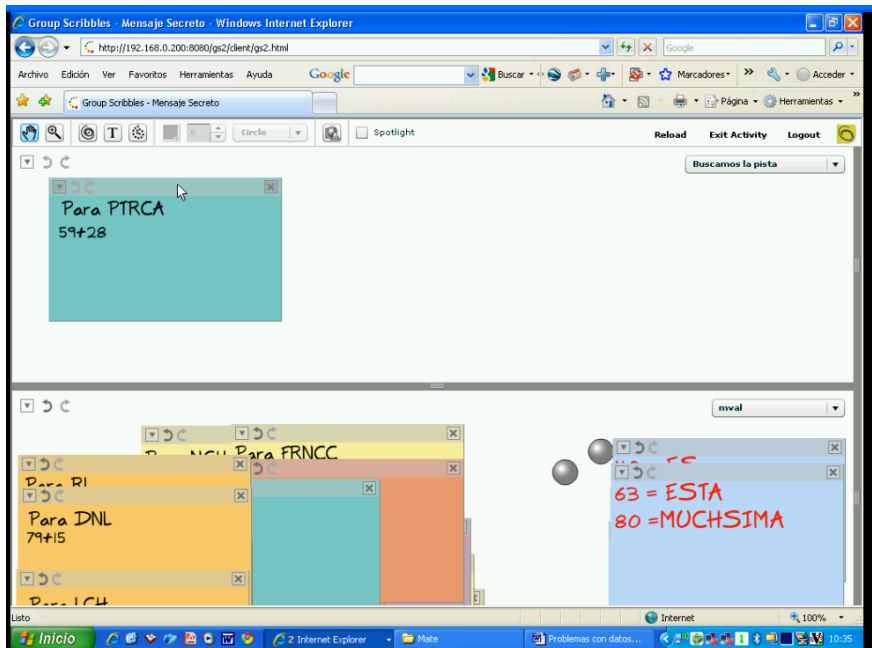 Group Scribbles - Mensaje Secreto - Windows Internet Explorer
http://192.168.0.200:8080/gs2/client/gs2.html
Google
Archivo Edición Ver Favoritos Herramientas Ayuda
Google
Buscar
Marcadores
Acceder
Group Scribbles - Mensaje Secreto
Página
Herramientas
6
Circle
Spotlight
Reload
Exit Activity
Logout
Buscamos la pista
Para PTRCA
59+28
mval
Para FRNCC
Para DNL
79+15
63 = ESTA
80 =MUCHSIMA
Listo
Internet
100%
Inicio
2 Internet Explorer
Mate
Problemas con datos...
10:35